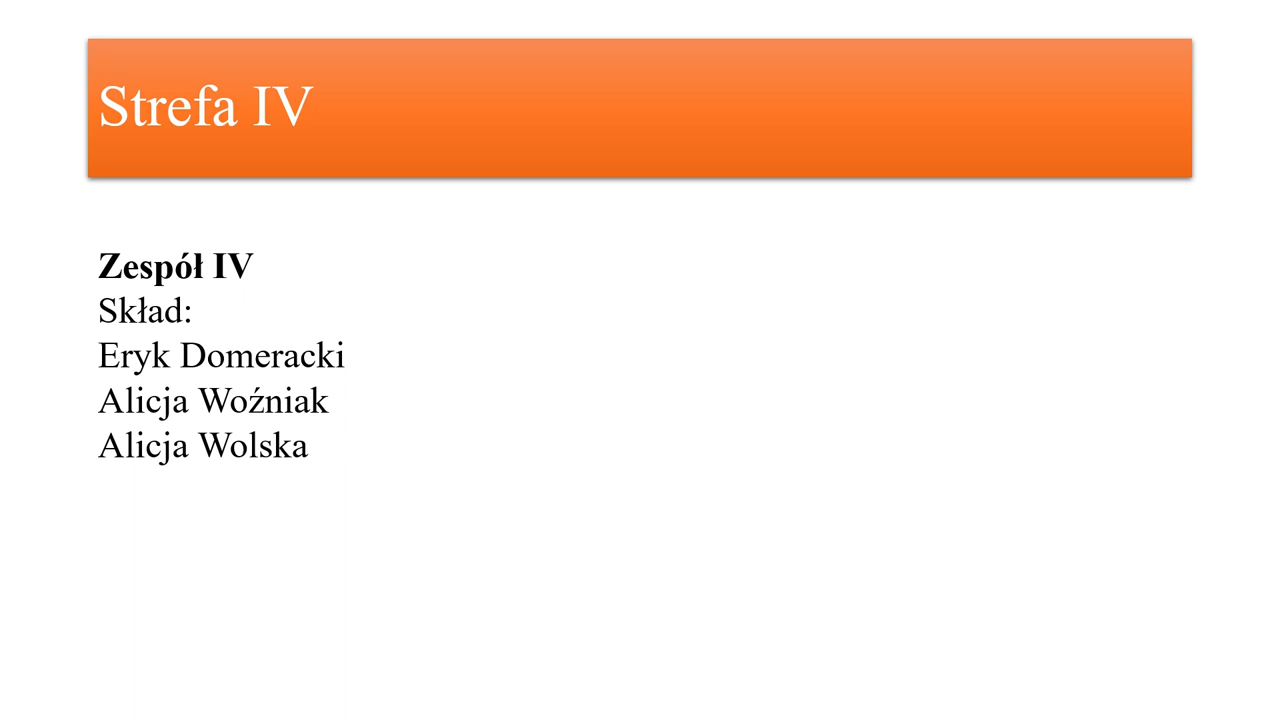 Strefa IV
Zespół IV
Skład:
Eryk Domeracki
Alicja Woźniak
Alicja Wolska